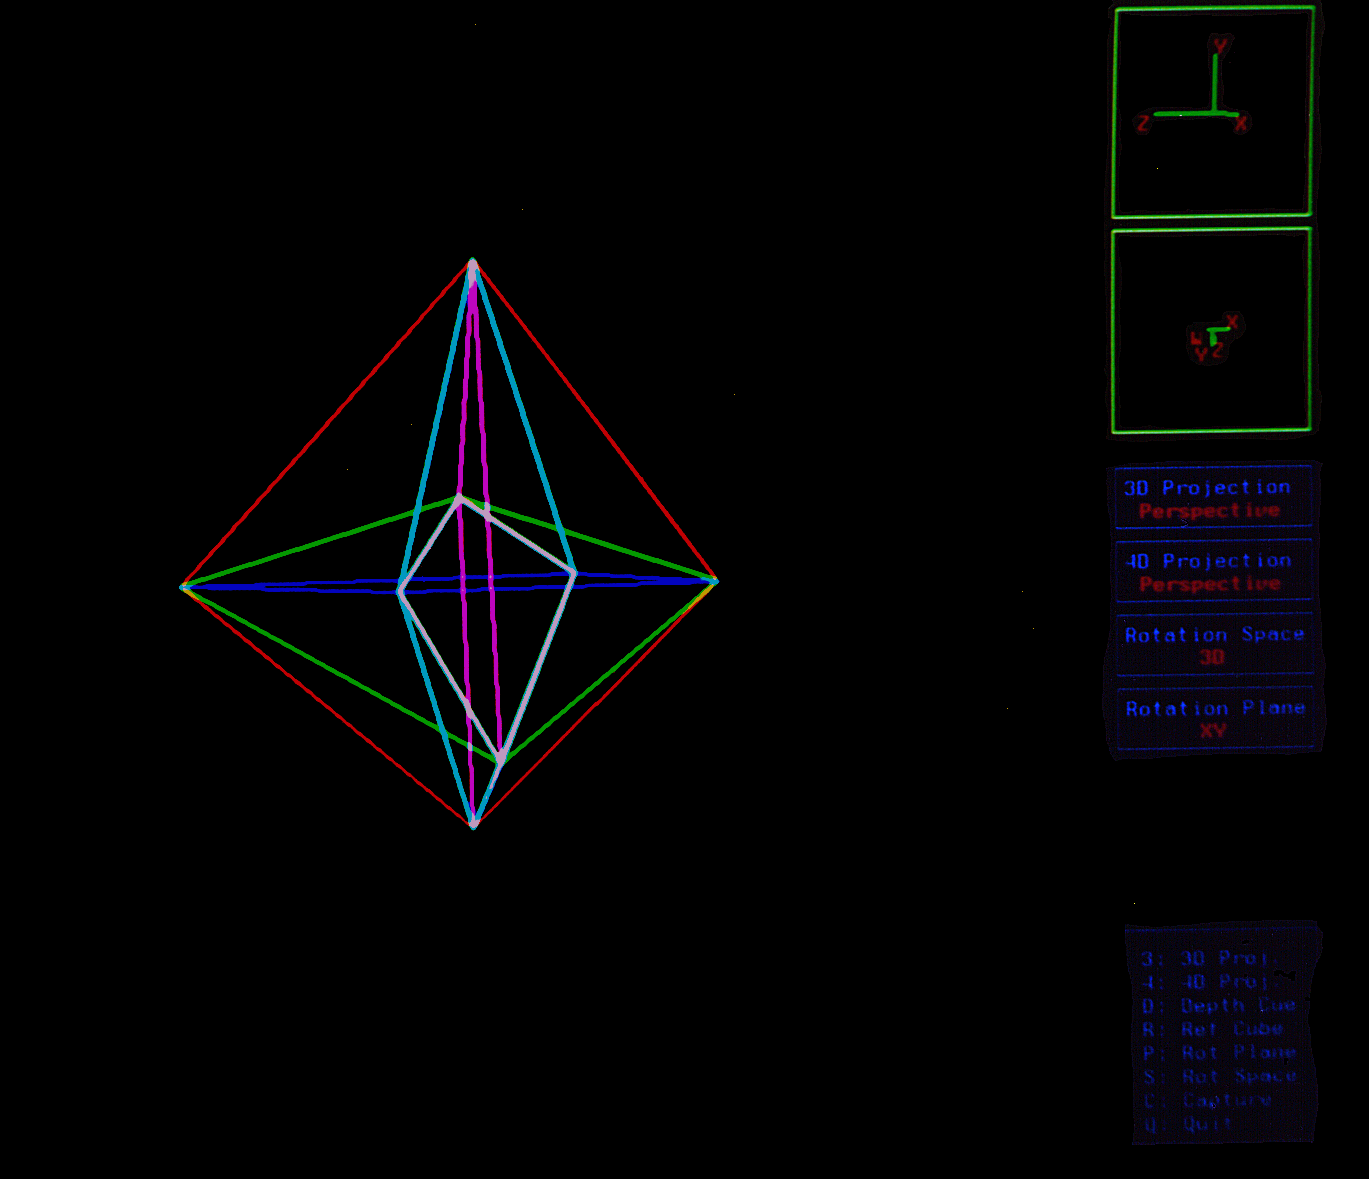 Y
Z X
X
W
Y Z
3D Projection
Perspective
4D Projection
Perspective
Rotation Space
3D
Rotation Plane
XY
3: 3D Proj.
4: 4D Proj.
D: Depth Cue
R: Ref Cube
P: Rot Plane
S: Rot Space
C: Capture
Q: Quit